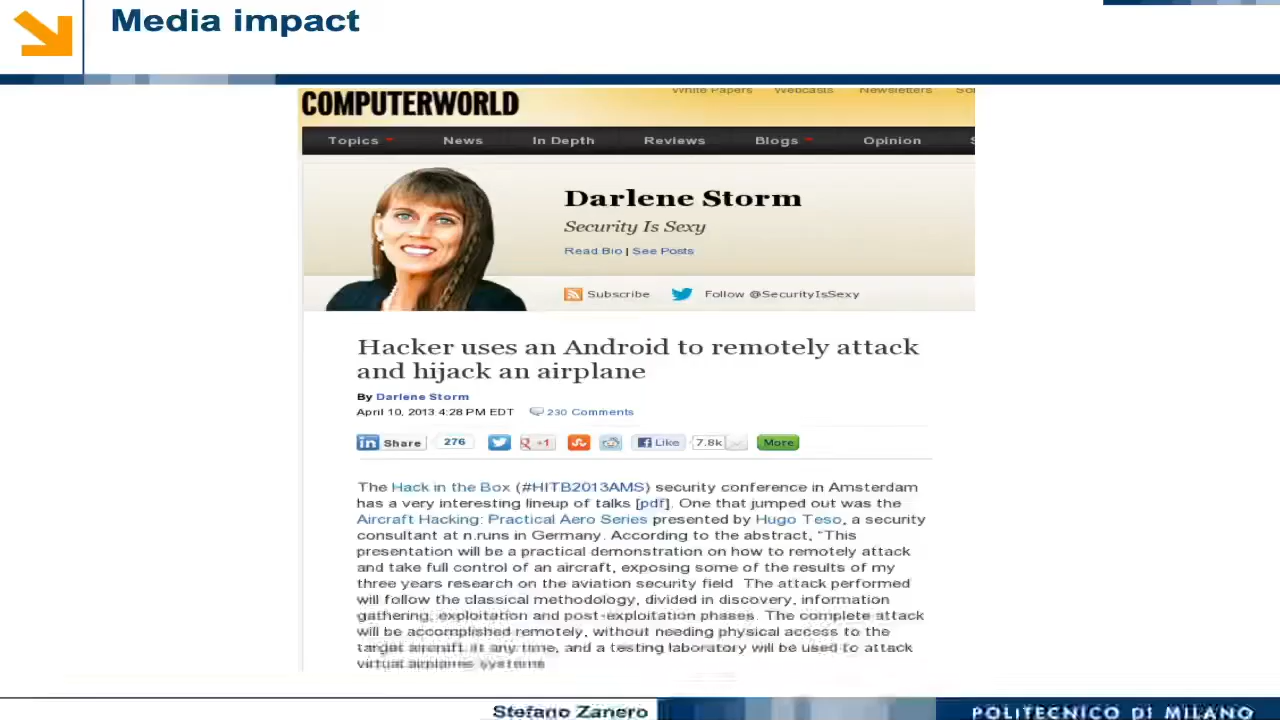 Media impact
COMPUTERWORLD
White Papers Webcasts Newsletters
Topics News In Depth Reviews Blogs Opinion
Darlene Storm
Security Is Sexy
Read Bio | See Posts
Subscribe Follow @SecurityIsSexy
Hacker uses an Android to remotely attack
and hijack an airplane
By Darlene Storm
April 10, 2013 4:28 PM EDT 230 Comments
in Share 276 +1 Like 7.8k More
The Hack in the Box (#HITB2013AMS) security conference in Amsterdam
has a very interesting lineup of talks [pdf]. One that jumped out was the
Aircraft Hacking: Practical Aero Series presented by Hugo Teso, a security
consultant at n.runs in Germany. According to the abstract, "This
presentation will be a practical demonstration on how to remotely attack
and take full control of an aircraft, exposing some of the results of my
three years research on the aviation security field The attack performed
will follow the classical methodology, divided in discovery, information
gathering, exploitation and post-exploitation phases. The complete attack
will be accomplished remotely, without needing physical access to the
target aircraft at any time, and a testing laboratory will be used to attack
virtual airplanes systems
Stefano Zanero POLITECNICO DI MILANO